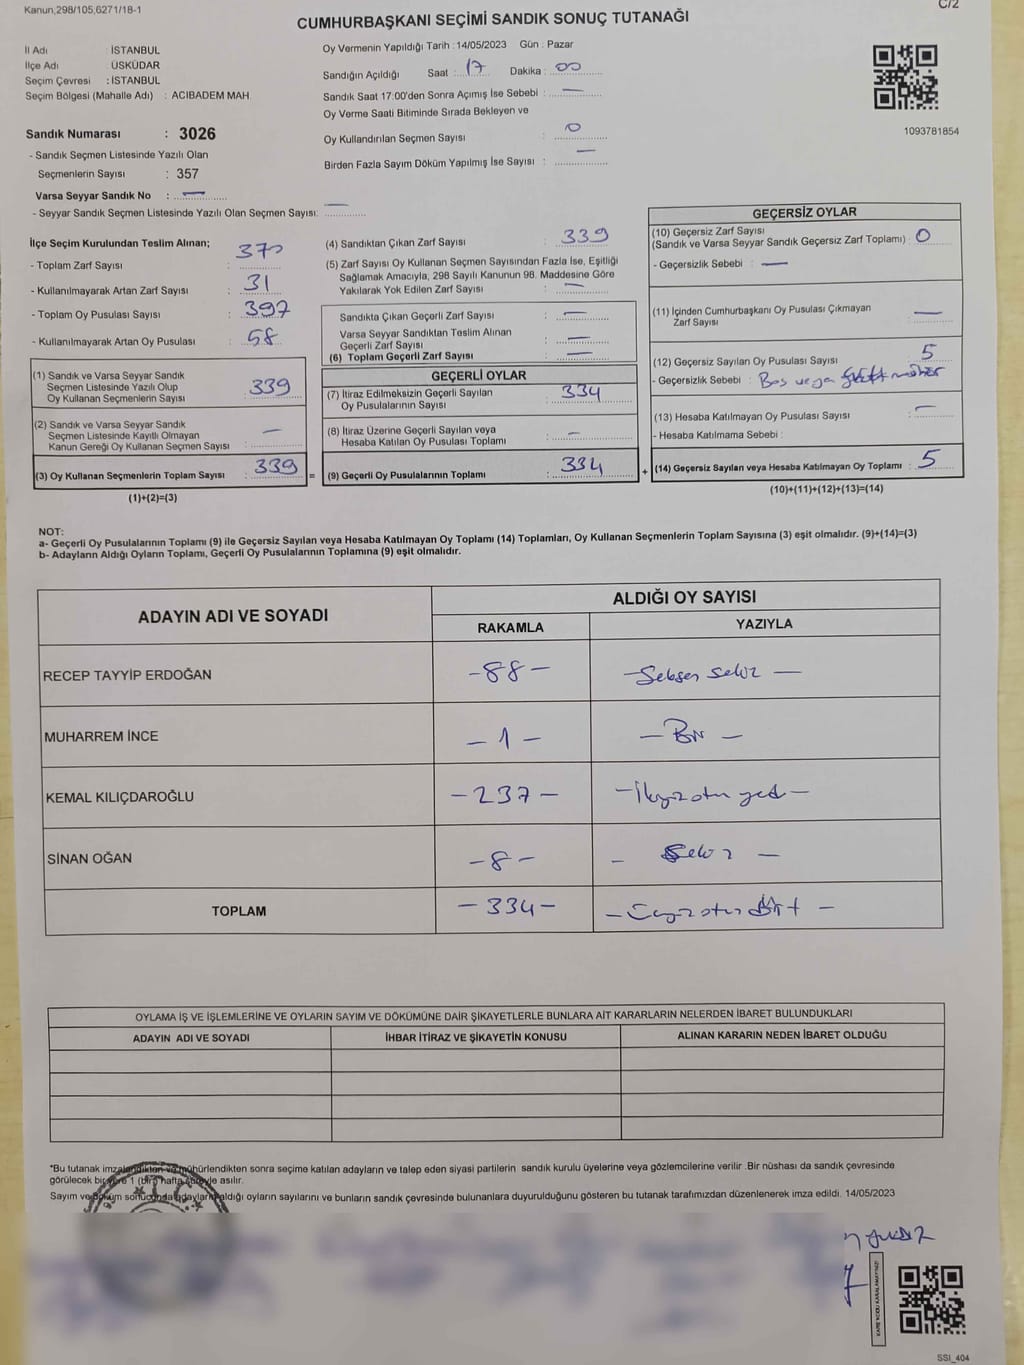 Kanun,298/105,6271/18-1
C/2
CUMHURBAŞKANI SEÇİMİ SANDIK SONUÇ TUTANAĞI
İl Adı : İSTANBUL
İlçe Adı : ÜSKÜDAR
Seçim Çevresi : İSTANBUL
Seçim Bölgesi (Mahalle Adı) : ACIBADEM MAH.
Sandık Numarası : 3026
- Sandık Seçmen Listesinde Yazılı Olan
Seçmenlerin Sayısı : 357
Varsa Seyyar Sandık No : —
- Seyyar Sandık Seçmen Listesinde Yazılı Olan Seçmen Sayısı: —
Oy Vermenin Yapıldığı Tarih : 14/05/2023 Gün : Pazar
Sandığın Açıldığı Saat : 17 Dakika : 00
Sandık Saat 17:00'den Sonra Açımış İse Sebebi : —
Oy Verme Saati Bitiminde Sırada Bekleyen ve
Oy Kullandırılan Seçmen Sayısı : 0
Birden Fazla Sayım Döküm Yapılmış İse Sayısı : —
1093781854
İlçe Seçim Kurulundan Teslim Alınan;
- Toplam Zarf Sayısı : 370
- Kullanılmayarak Artan Zarf Sayısı : 31
- Toplam Oy Pusulası Sayısı : 397
- Kullanılmayarak Artan Oy Pusulası : 58
(1) Sandık ve Varsa Seyyar Sandık
Seçmen Listesinde Yazılı Olup
Oy Kullanan Seçmenlerin Sayısı : 339
(2) Sandık ve Varsa Seyyar Sandık
Seçmen Listesinde Kayıtlı Olmayan
Kanun Gereği Oy Kullanan Seçmen Sayısı : —
(3) Oy Kullanan Seçmenlerin Toplam Sayısı : 339
(1)+(2)=(3)
(4) Sandıktan Çıkan Zarf Sayısı : 339
(5) Zarf Sayısı Oy Kullanan Seçmen Sayısından Fazla İse, Eşitliği
Sağlamak Amacıyla, 298 Sayılı Kanunun 98. Maddesine Göre
Yakılarak Yok Edilen Zarf Sayısı : —
Sandıkta Çıkan Geçerli Zarf Sayısı : —
Varsa Seyyar Sandıktan Teslim Alınan
Geçerli Zarf Sayısı : —
(6) Toplam Geçerli Zarf Sayısı : —
GEÇERLİ OYLAR
(7) İtiraz Edilmeksizin Geçerli Sayılan
Oy Pusulalarının Sayısı : 334
(8) İtiraz Üzerine Geçerli Sayılan veya
Hesaba Katılan Oy Pusulası Toplamı : —
= (9) Geçerli Oy Pusulalarının Toplamı : 334
GEÇERSİZ OYLAR
(10) Geçersiz Zarf Sayısı
(Sandık ve Varsa Seyyar Sandık Geçersiz Zarf Toplamı) : 0
- Geçersizlik Sebebi : —
(11) İçinden Cumhurbaşkanı Oy Pusulası Çıkmayan
Zarf Sayısı : —
(12) Geçersiz Sayılan Oy Pusulası Sayısı : 5
- Geçersizlik Sebebi : Boş veya
(13) Hesaba Katılmayan Oy Pusulası Sayısı : —
- Hesaba Katılmama Sebebi :
+ (14) Geçersiz Sayılan veya Hesaba Katılmayan Oy Toplamı : 5
(10)+(11)+(12)+(13)=(14)
NOT:
a- Geçerli Oy Pusulalarının Toplamı (9) ile Geçersiz Sayılan veya Hesaba Katılmayan Oy Toplamı (14) Toplamları, Oy Kullanan Seçmenlerin Toplam Sayısına (3) eşit olmalıdır. (9)+(14)=(3)
b- Adayların Aldığı Oyların Toplamı, Geçerli Oy Pusulalarının Toplamına (9) eşit olmalıdır.
ADAYIN ADI VE SOYADI
ALDIĞI OY SAYISI
RAKAMLA YAZIYLA
RECEP TAYYİP ERDOĞAN -88- -Seksen sekiz-
MUHARREM İNCE -1- -Bir-
KEMAL KILIÇDAROĞLU -237- -İkiyüzotuz yedi-
SİNAN OĞAN -8- -Sekiz-
TOPLAM -334- -Üçyüzotuz Dört-
OYLAMA İŞ VE İŞLEMLERİNE VE OYLARIN SAYIM VE DÖKÜMÜNE DAİR ŞİKAYETLERLE BUNLARA AİT KARARLARIN NELERDEN İBARET BULUNDUKLARI
ADAYIN ADI VE SOYADI İHBAR İTİRAZ VE ŞİKAYETİN KONUSU ALINAN KARARIN NEDEN İBARET OLDUĞU
*Bu tutanak imzalandıktan ve mühürlendikten sonra seçime katılan adayların ve talep eden siyasi partilerin sandık kurulu üyelerine veya gözlemcilerine verilir .Bir nüshası da sandık çevresinde
görülecek bir yere 1 (bir) hafta süreyle asılır.
Sayım ve döküm sonucunda adayların aldığı oyların sayılarını ve bunların sandık çevresinde bulunanlara duyurulduğunu gösteren bu tutanak tarafımızdan düzenlenerek imza edildi. 14/05/2023
KARE KODU KARALAMAYINIZ!
SSI_404